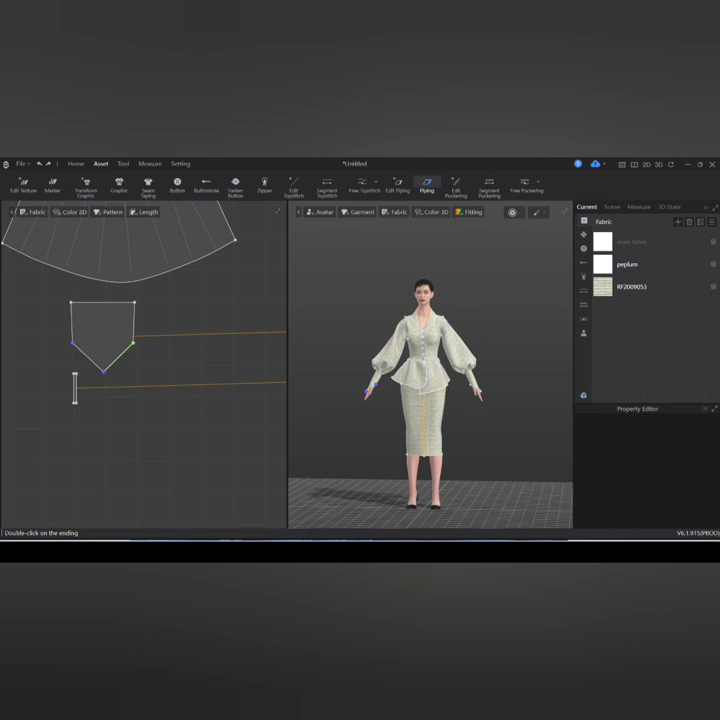 File Home Asset Tool Measure Setting *Untitled 2D 3D
Edit Texture Marker Transform Graphic Graphic Seam Taping Button Buttonhole Fasten Button Zipper Edit Topstitch Segment Topstitch Free Topstitch Edit Piping Piping Edit Puckering Segment Puckering Free Puckering
Fabric Color 2D Pattern Length Avatar Garment Fabric Color 3D Fitting
Current Scene Measure 3D State
Fabric
main fabric
peplum
RF2009053
Property Editor
Double-click on the ending V6.1.915(PROD)